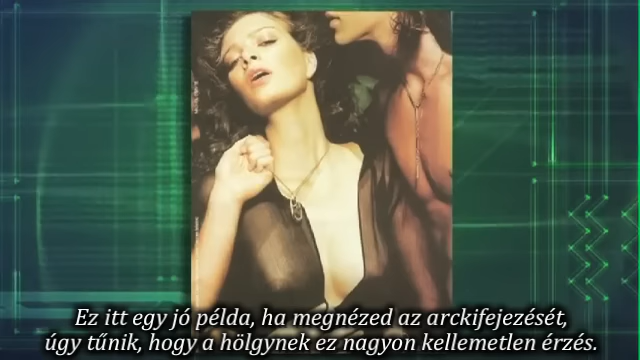 Ez itt egy jó példa, ha megnézed az arckifejezését,
úgy tűnik, hogy a hölgynek ez nagyon kellemetlen érzés.